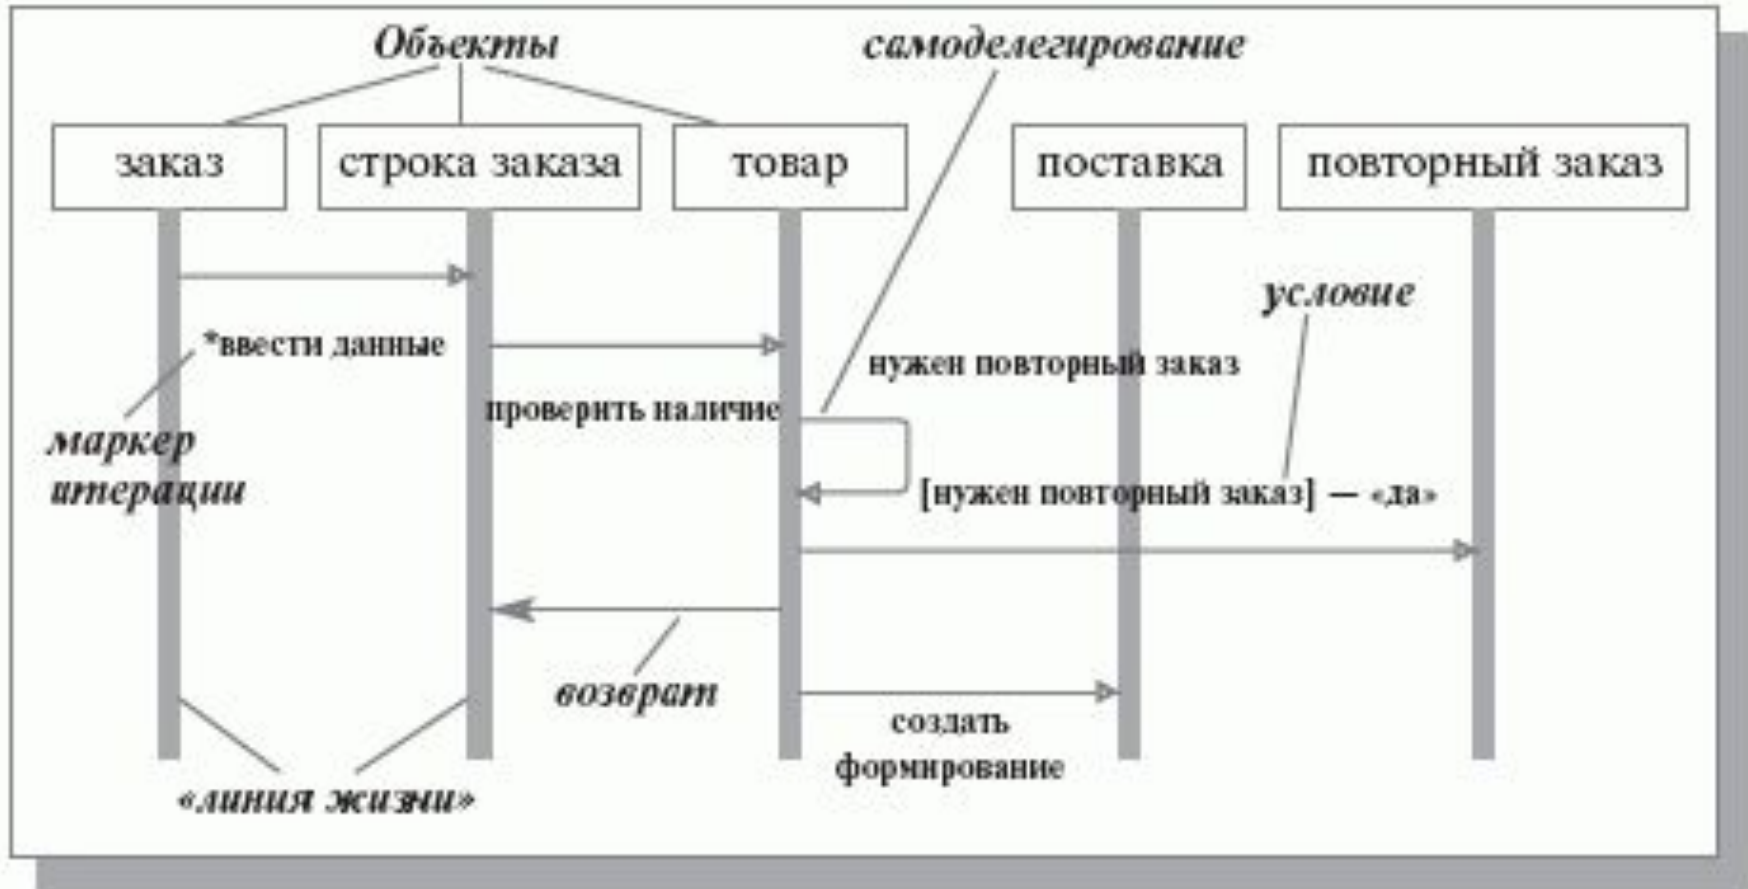 Объекты
самоделегирование
заказ
строка заказа
товар
поставка
повторный заказ
условие
*ввести данные
нужен повторный заказ
проверить наличие
маркер
итерации
[нужен повторный заказ] — «да»
возврат
создать
формирование
«линия жизни»